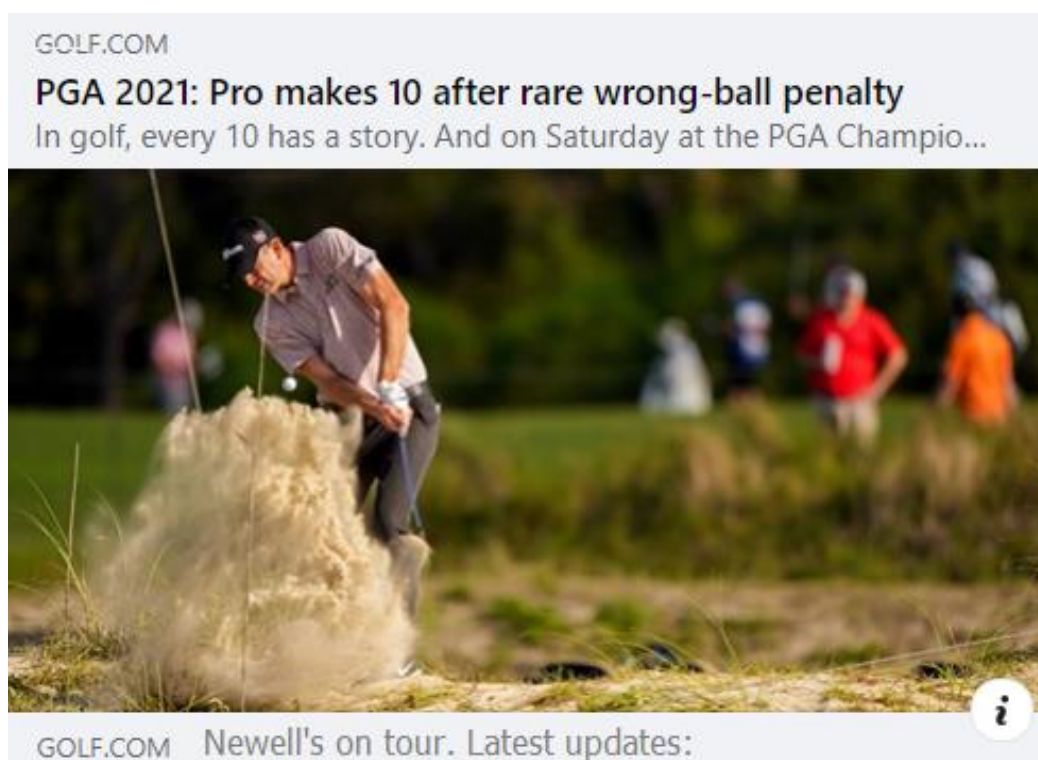 GOLF.COM
PGA 2021: Pro makes 10 after rare wrong-ball penalty
In golf, every 10 has a story. And on Saturday at the PGA Champio...
i
GOLF.COM Newell's on tour. Latest updates: